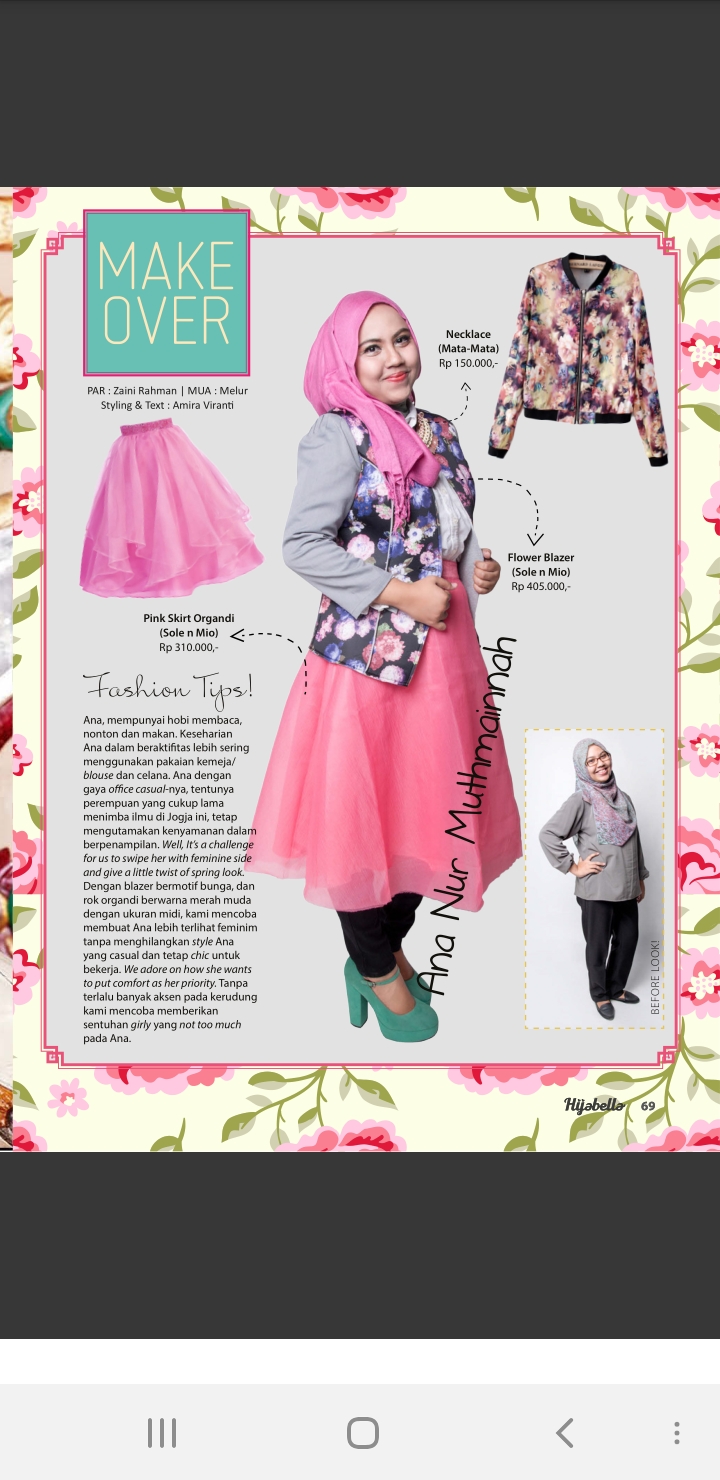 MAKE
OVER
PAR : Zaini Rahman | MUA : Melur
Styling & Text : Amira Viranti
Necklace
(Mata-Mata)
Rp 150.000,-
Flower Blazer
(Sole n Mio)
Rp 405.000,-
Pink Skirt Organdi
(Sole n Mio)
Rp 310.000,-
Fashion Tips!
Ana, mempunyai hobi membaca,
nonton dan makan. Keseharian
Ana dalam beraktifitas lebih sering
menggunakan pakaian kemeja/
blouse dan celana. Ana dengan
gaya office casual-nya, tentunya
perempuan yang cukup lama
menimba ilmu di Jogja ini, tetap
mengutamakan kenyamanan dalam
berpenampilan. Well, It's a challenge
for us to swipe her with feminine side
and give a little twist of spring look.
Dengan blazer bermotif bunga, dan
rok organdi berwarna merah muda
dengan ukuran midi, kami mencoba
membuat Ana lebih terlihat feminim
tanpa menghilangkan style Ana
yang casual dan tetap chic untuk
bekerja. We adore on how she wants
to put comfort as her priority. Tanpa
terlalu banyak aksen pada kerudung
kami mencoba memberikan
sentuhan girly yang not too much
pada Ana.
Ana Nur Muthmainnah
BEFORE LOOK!
Hijabella 69